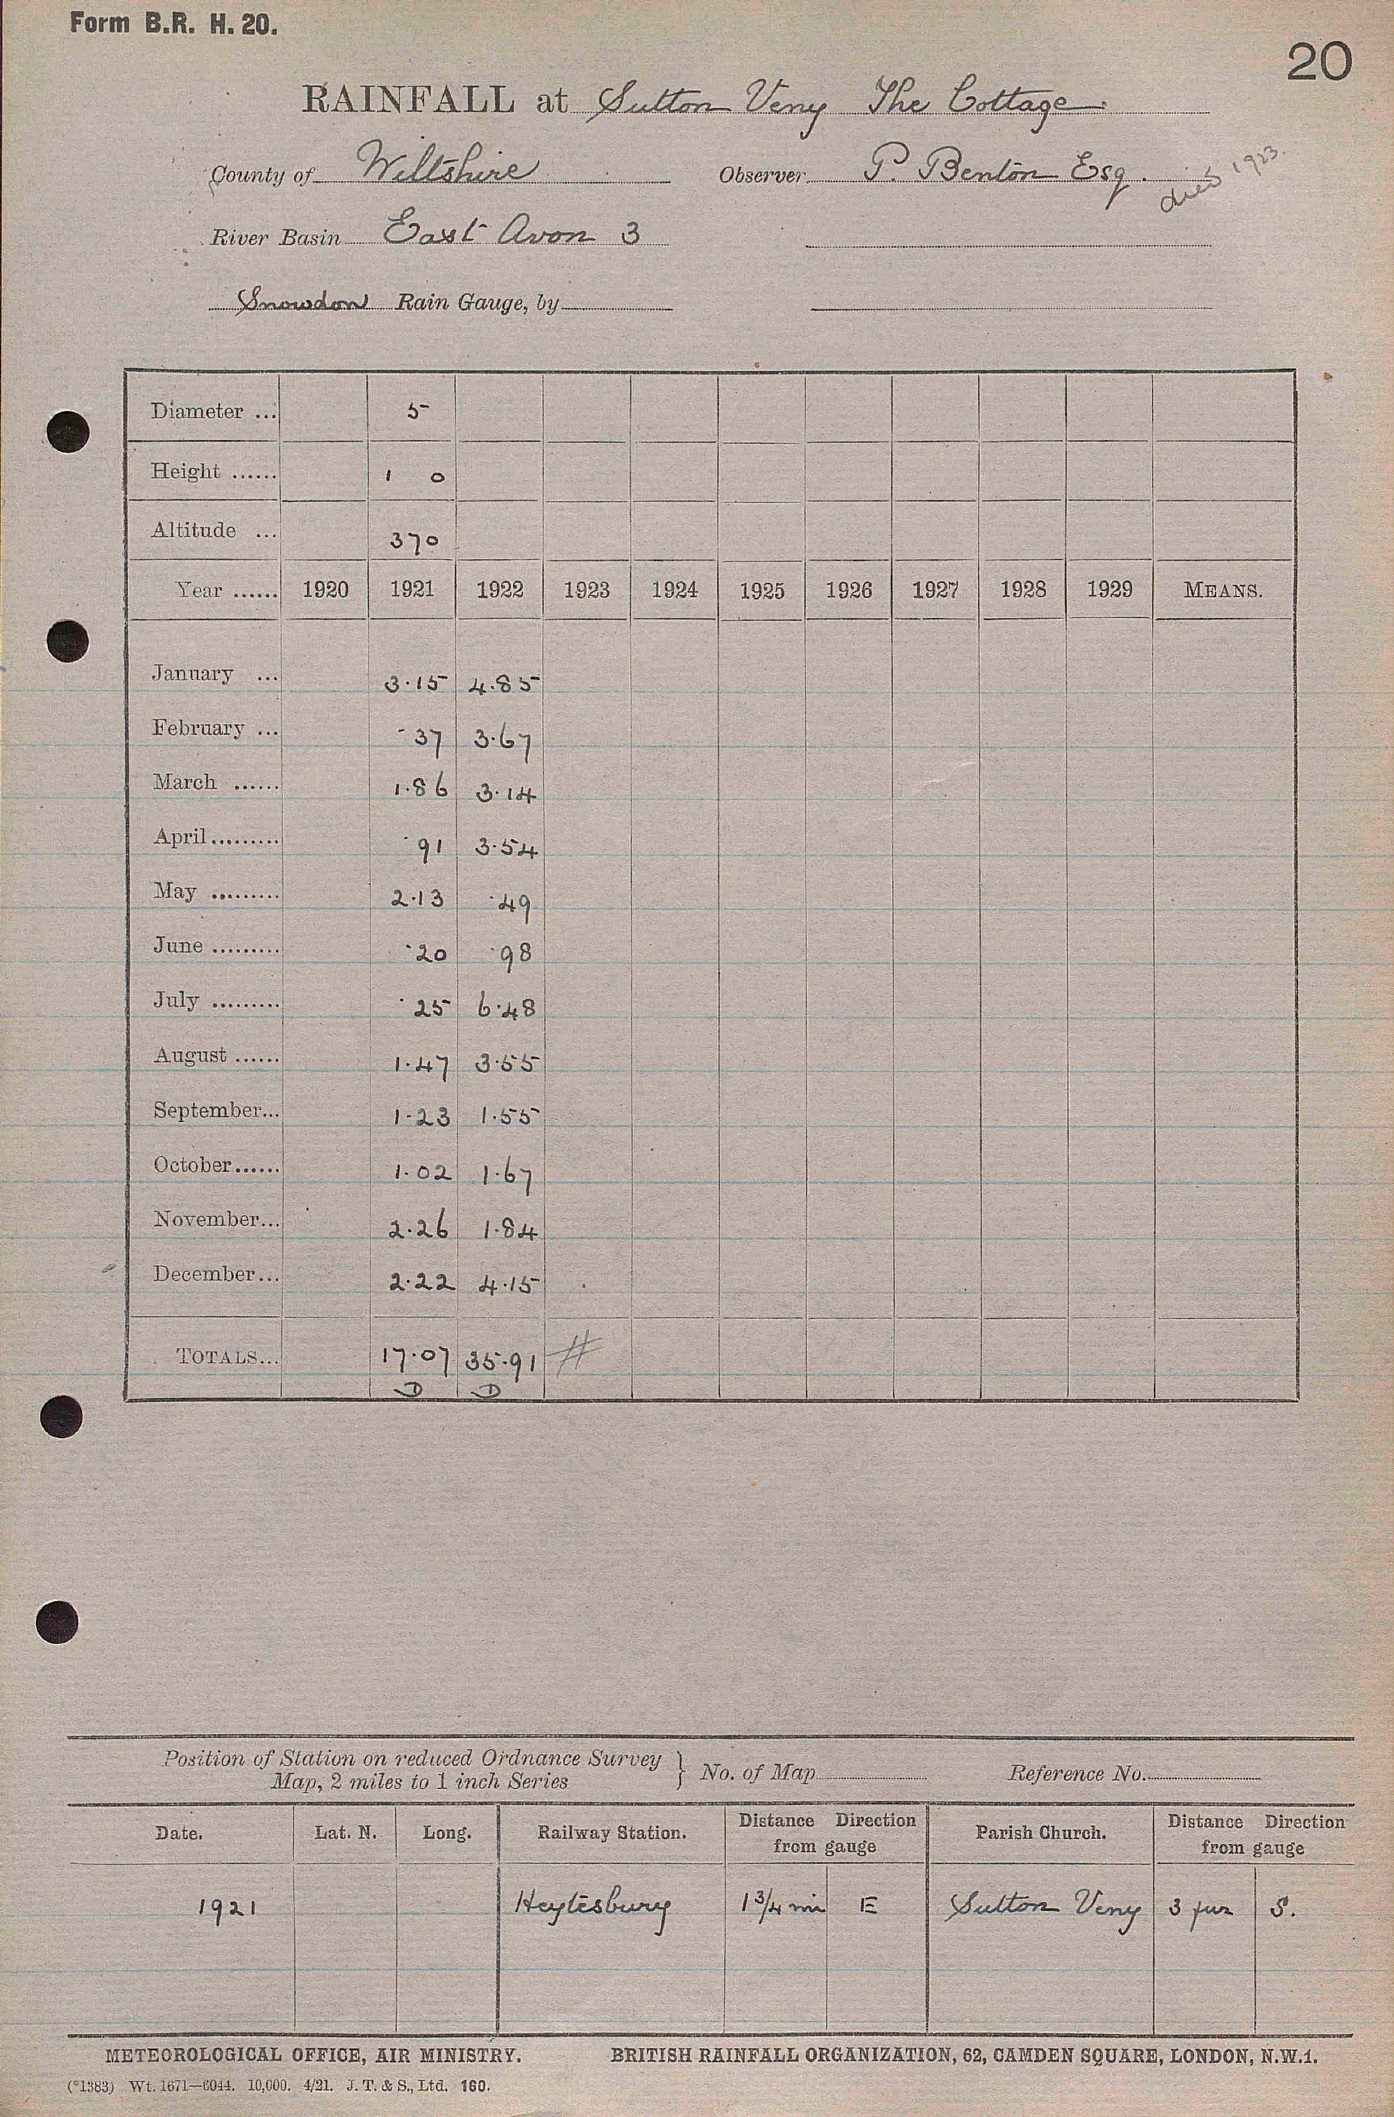 Form B.R. H. 20.
20
RAINFALL at Sutton Veny The Cottage.
County of Wiltshire Observer P. Benton Esq. died 1923.
River Basin East Avon 3
Snowdon Rain Gauge, by
Diameter ... 5
Height ...... 1 0
Altitude ... 370
Year ...... 1920 1921 1922 1923 1924 1925 1926 1927 1928 1929 MEANS.
January ... 3·15 4.85
February ... ·37 3·67
March ...... 1·86 3·14
April......... ·91 3·54
May ......... 2·13 ·49
June ......... ·20 ·98
July ......... ·25 6·48
August ...... 1·47 3·55
September... 1·23 1·55
October...... 1·02 1·67
November... 2·26 1·84
December... 2·22 4·15
TOTALS... 17·07 35·91 #
D D
Position of Station on reduced Ordnance Survey } No. of Map Reference No.
Map, 2 miles to 1 inch Series
Date. Lat. N. Long. Railway Station. Distance Direction from gauge Parish Church. Distance Direction from gauge
1921 Heytesbury 1 3/4 mi E Sutton Veny 3 fur S.
METEOROLOGICAL OFFICE, AIR MINISTRY. BRITISH RAINFALL ORGANIZATION, 62, CAMDEN SQUARE, LONDON, N.W.1.
(*1383) Wt. 1671—6044. 10,000. 4/21. J. T. & S., Ltd. 160.